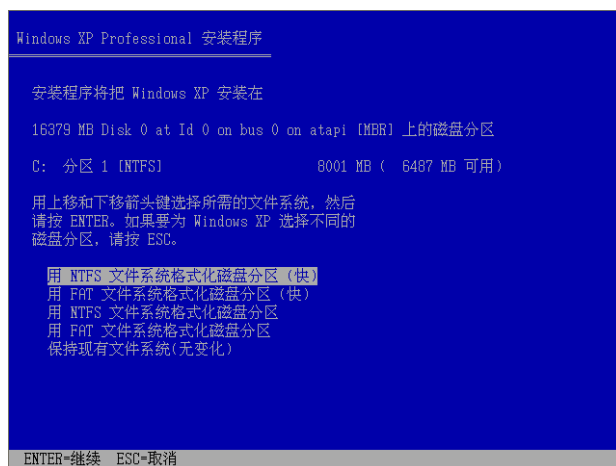 Windows XP Professional 安装程序
安装程序将把 Windows XP 安装在
16379 MB Disk 0 at Id 0 on bus 0 on atapi [MBR] 上的磁盘分区
C: 分区 1 [NTFS] 8001 MB ( 6487 MB 可用)
用上移和下移箭头键选择所需的文件系统，然后
请按 ENTER。如果要为 Windows XP 选择不同的
磁盘分区，请按 ESC。
用 NTFS 文件系统格式化磁盘分区(快)
用 FAT 文件系统格式化磁盘分区(快)
用 NTFS 文件系统格式化磁盘分区
用 FAT 文件系统格式化磁盘分区
保持现有文件系统(无变化)
ENTER=继续 ESC=取消